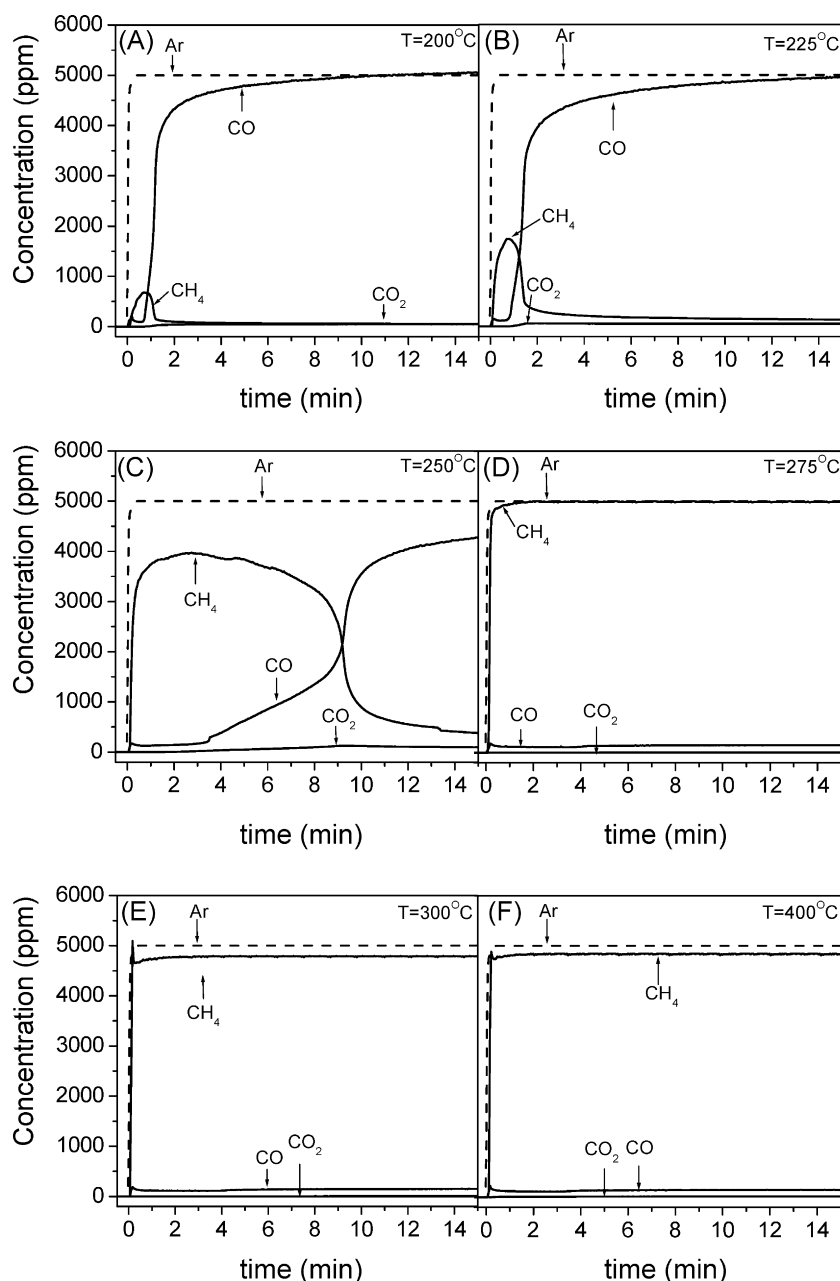 (A) Ar T=200°C
CO
CH4
CO2
Concentration (ppm)
6000
5000
4000
3000
2000
1000
0
0 2 4 6 8 10 12 14
time (min)
(B) Ar T=225°C
CO
CH4
CO2
0 2 4 6 8 10 12 14
time (min)
(C) Ar T=250°C
CH4
CO
CO2
Concentration (ppm)
6000
5000
4000
3000
2000
1000
0
0 2 4 6 8 10 12 14
time (min)
(D) Ar T=275°C
CH4
CO CO2
0 2 4 6 8 10 12 14
time (min)
(E) Ar T=300°C
CH4
CO CO2
Concentration (ppm)
6000
5000
4000
3000
2000
1000
0
0 2 4 6 8 10 12 14
time (min)
(F) Ar T=400°C
CH4
CO2 CO
0 2 4 6 8 10 12 14
time (min)